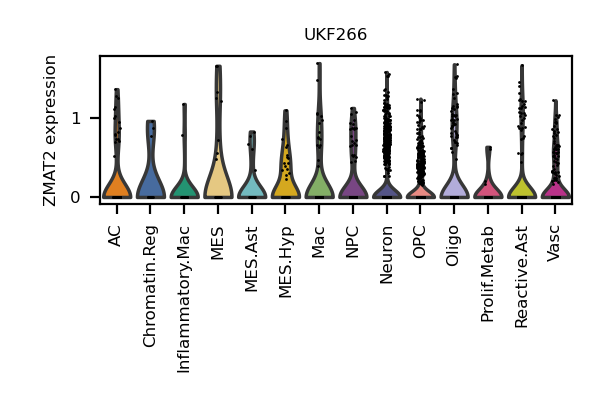 UKF266
ZMAT2 expression
1
0
AC
Chromatin.Reg
Inflammatory.Mac
MES
MES.Ast
MES.Hyp
Mac
NPC
Neuron
OPC
Oligo
Prolif.Metab
Reactive.Ast
Vasc